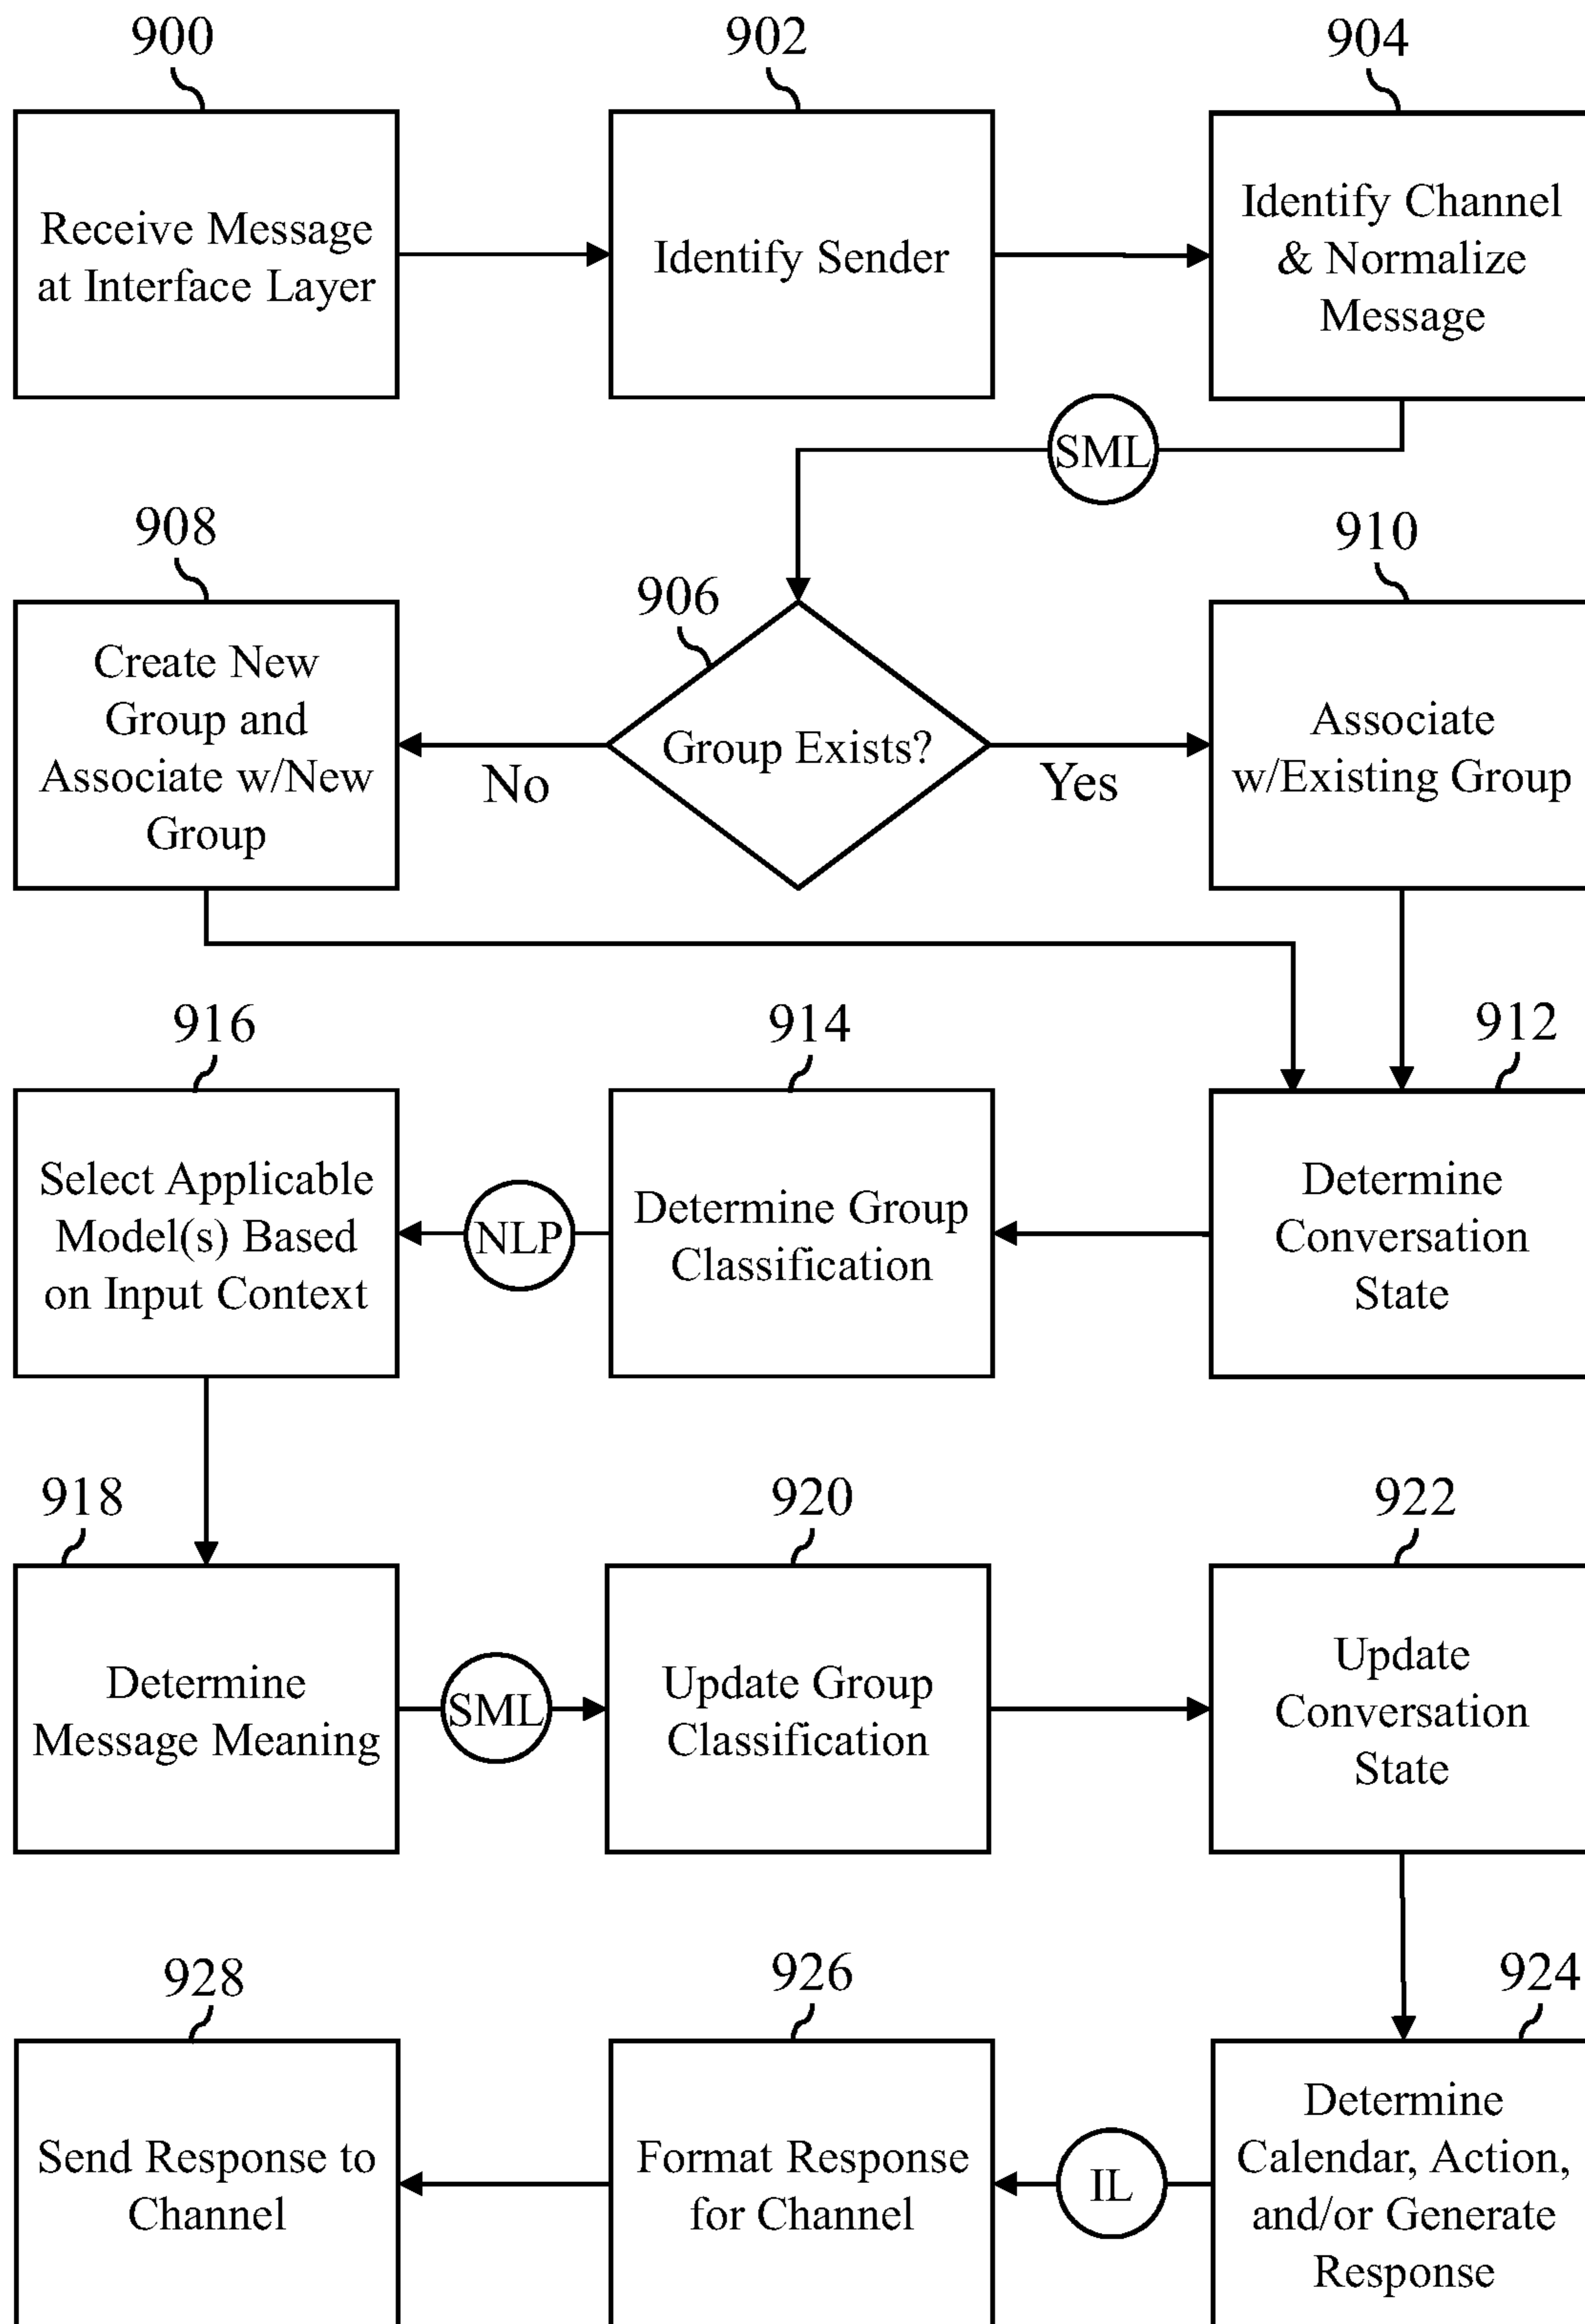 900
902
904
Receive Message
at Interface Layer
Identify Sender
Identify Channel
& Normalize
Message
SML
908
906
910
Create New
Group and
Associate w/New
Group
No
Group Exists?
Yes
Associate
w/Existing Group
916
914
912
Select Applicable
Model(s) Based
on Input Context
NLP
Determine Group
Classification
Determine
Conversation
State
918
920
922
Determine
Message Meaning
SML
Update Group
Classification
Update
Conversation
State
928
926
924
Send Response to
Channel
Format Response
for Channel
IL
Determine
Calendar, Action,
and/or Generate
Response